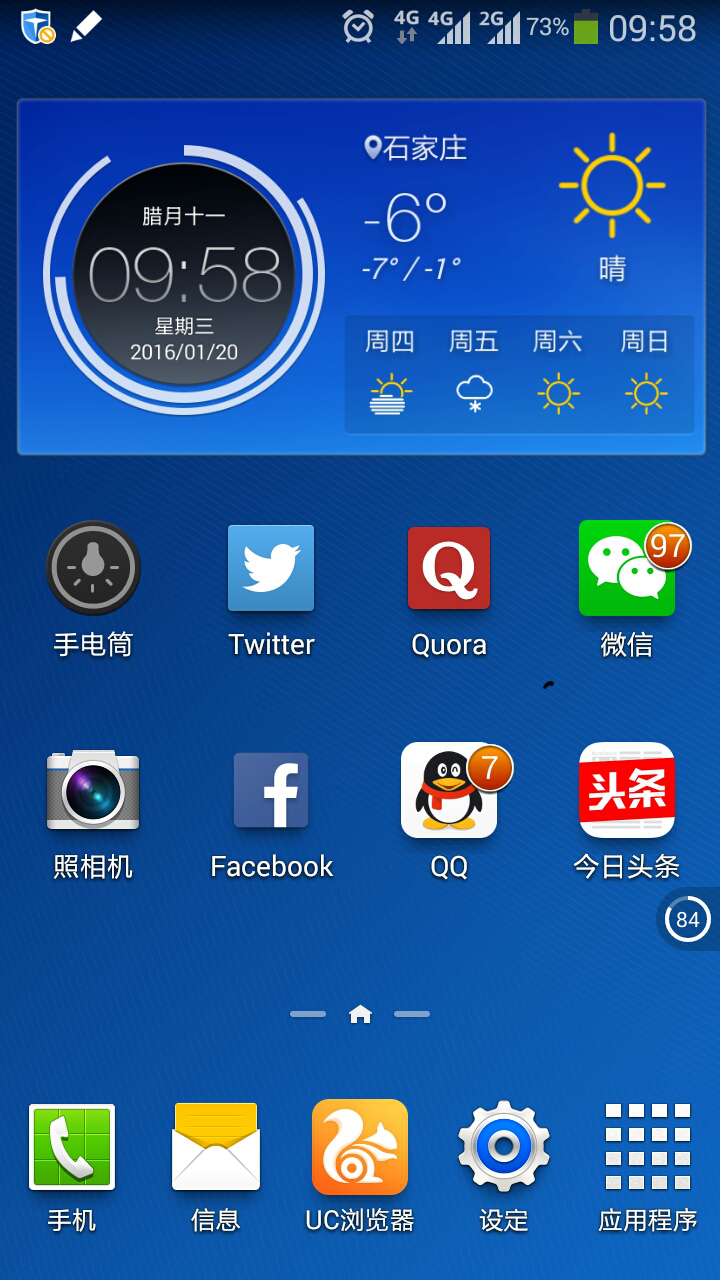 4G 4G 2G 73% 09:58
腊月十一
09:58
星期三
2016/01/20
石家庄
-6°
-7° / -1°
晴
周四 周五 周六 周日
97
手电筒 Twitter Quora 微信
7
头条
照相机 Facebook QQ 今日头条
84
手机 信息 UC浏览器 设定 应用程序